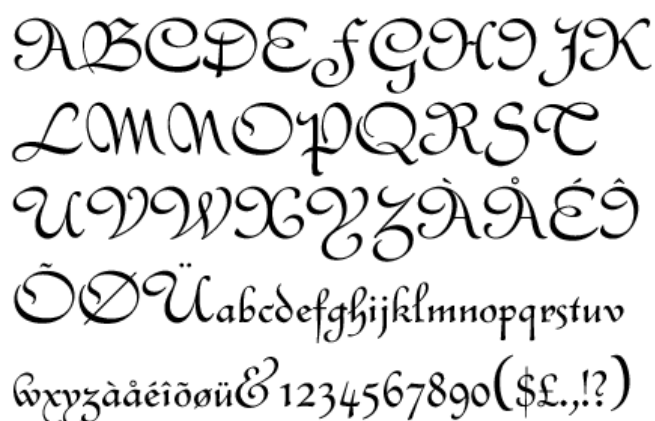 ABCDEFGHIJK
LMNOPQRST
UVWXYZÀÅÉÎ
ÕØÜabcdefghijklmnopqrstuv
wxyzàåéîõøü&1234567890($£.,!?)